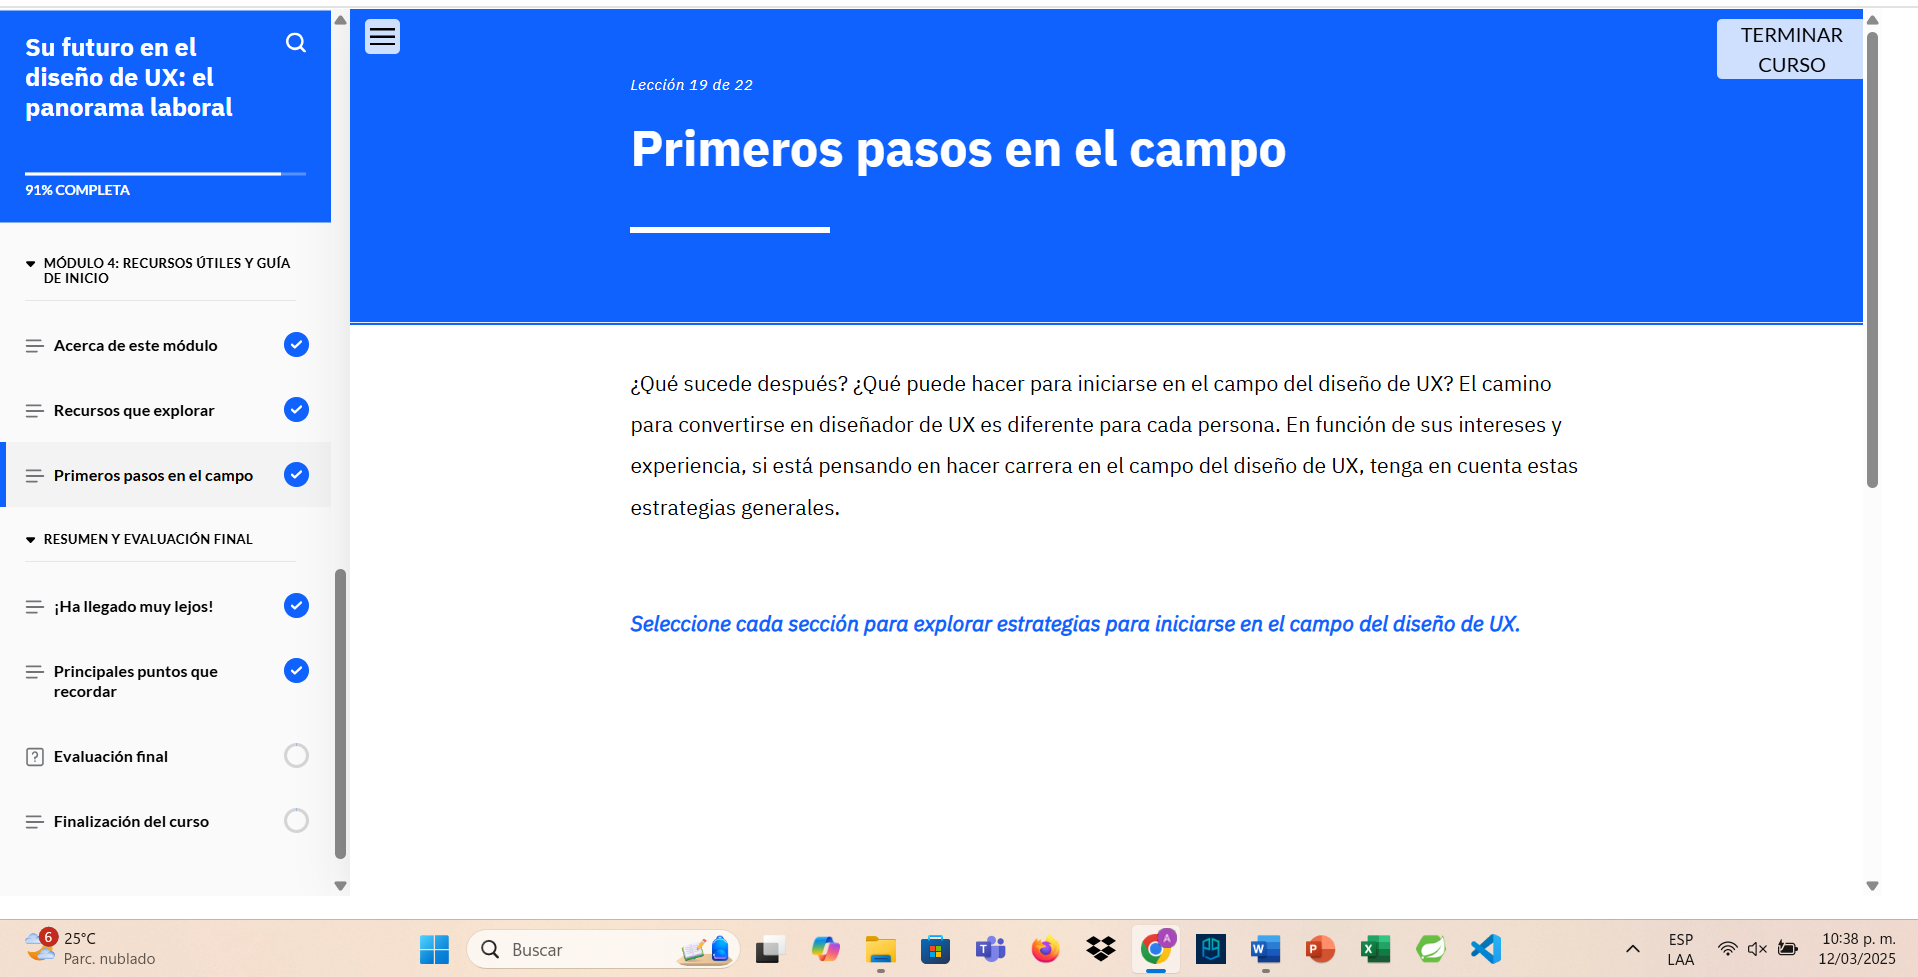 Su futuro en el
diseño de UX: el
panorama laboral
91% COMPLETA
MÓDULO 4: RECURSOS ÚTILES Y GUÍA
DE INICIO
Acerca de este módulo
Recursos que explorar
Primeros pasos en el campo
RESUMEN Y EVALUACIÓN FINAL
¡Ha llegado muy lejos!
Principales puntos que
recordar
Evaluación final
Finalización del curso
TERMINAR
CURSO
Lección 19 de 22
Primeros pasos en el campo
¿Qué sucede después? ¿Qué puede hacer para iniciarse en el campo del diseño de UX? El camino
para convertirse en diseñador de UX es diferente para cada persona. En función de sus intereses y
experiencia, si está pensando en hacer carrera en el campo del diseño de UX, tenga en cuenta estas
estrategias generales.
Seleccione cada sección para explorar estrategias para iniciarse en el campo del diseño de UX.
6
25°C
Parc. nublado
Buscar
A
ESP
LAA
10:38 p. m.
12/03/2025